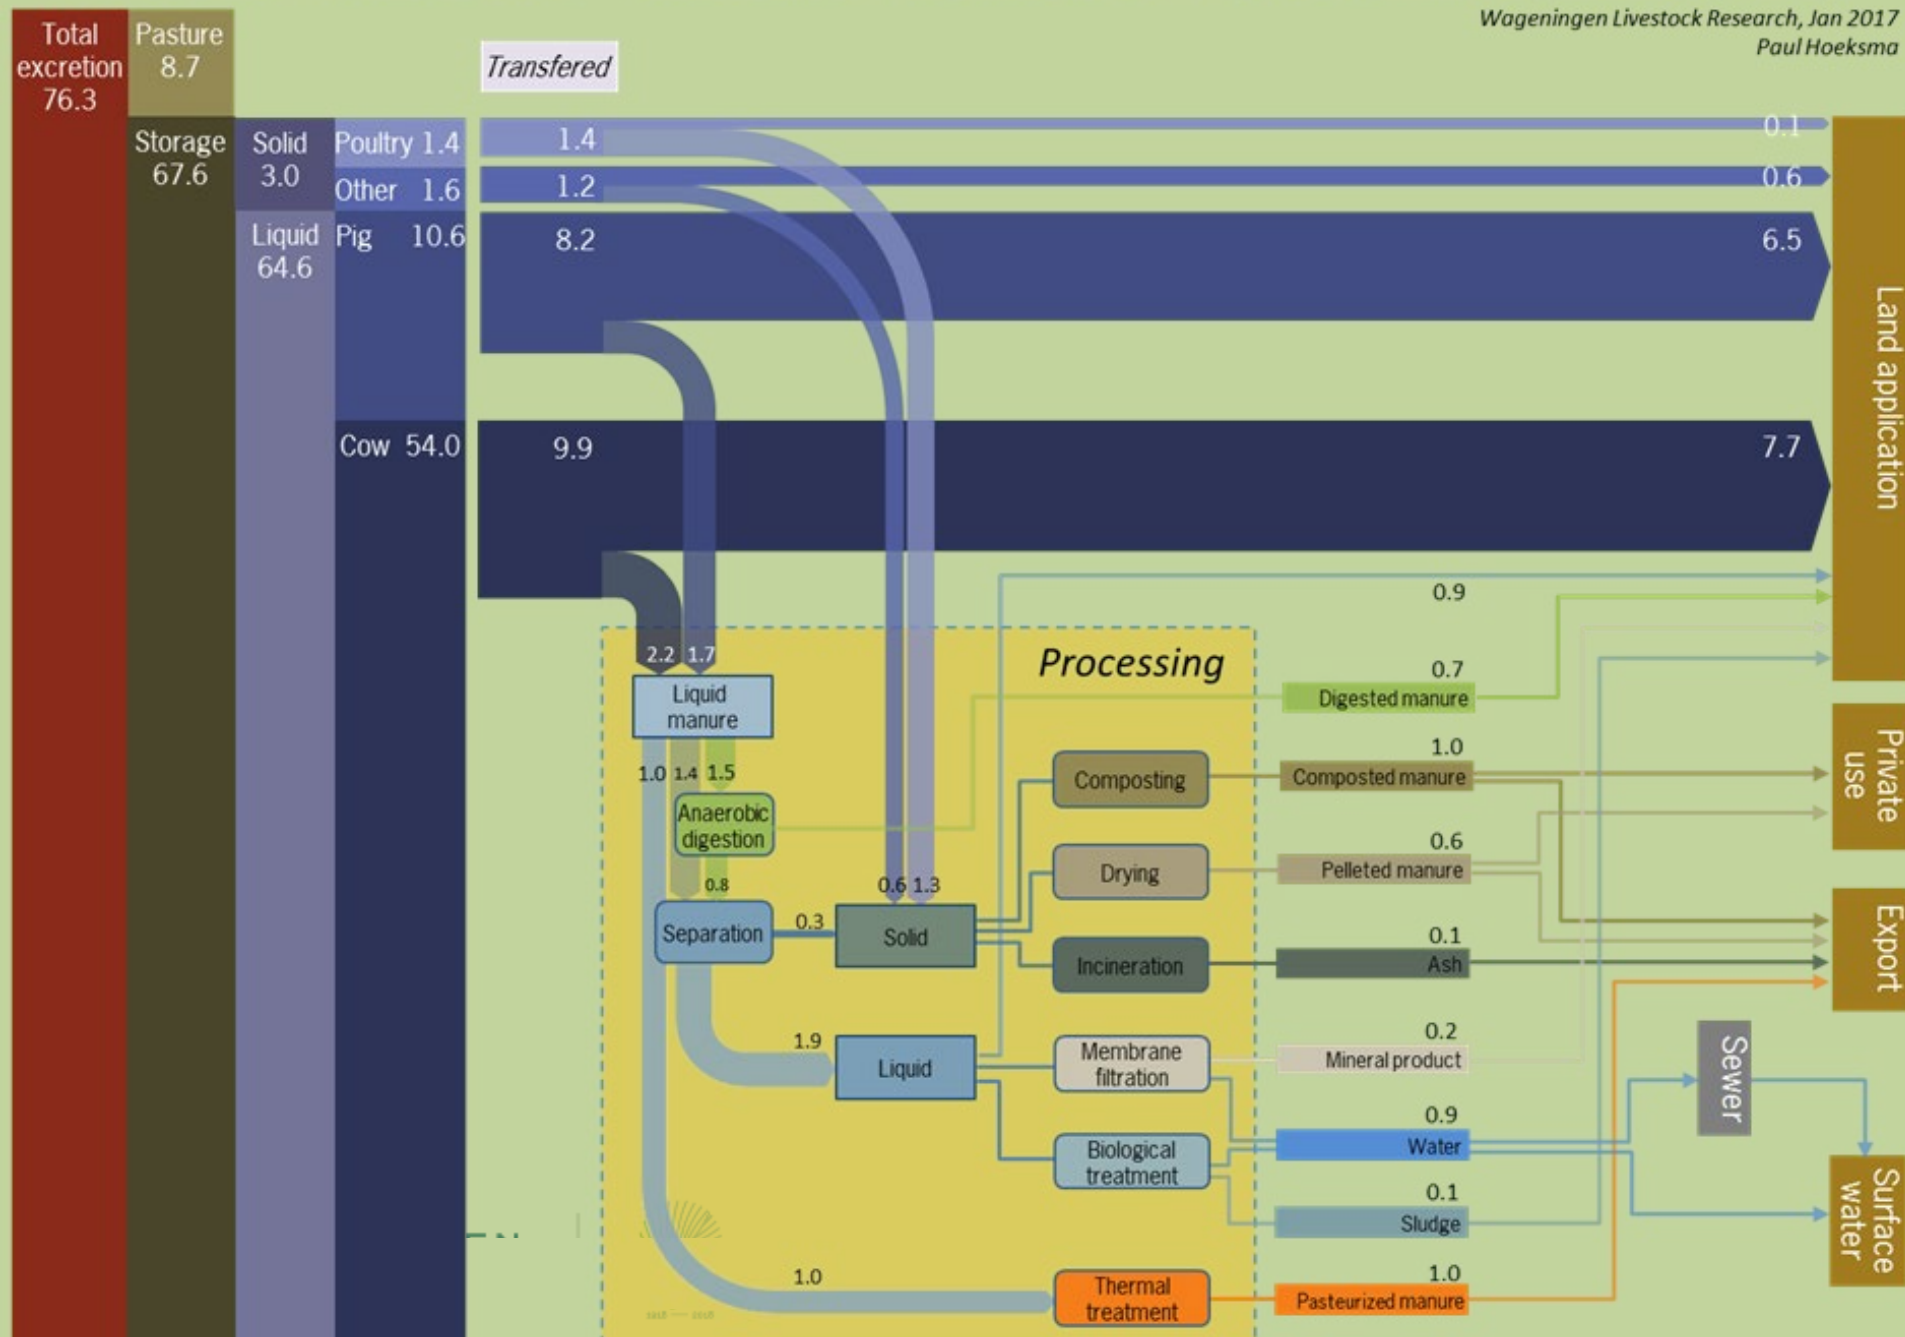 Wageningen Livestock Research, Jan 2017
Paul Hoeksma
Total
excretion
76.3
Pasture
8.7
Transfered
Storage
67.6
Solid
3.0
Poultry 1.4
1.4
0.1
Other 1.6
1.2
0.6
Liquid
64.6
Pig 10.6
8.2
6.5
Cow 54.0
9.9
7.7
Land application
0.9
Processing
2.2
1.7
Liquid
manure
0.7
Digested manure
1.0
1.4
1.5
Anaerobic
digestion
0.8
0.6
1.3
Separation
0.3
Solid
Composting
1.0
Composted manure
Private
use
Drying
0.6
Pelleted manure
Export
Incineration
0.1
Ash
1.9
Liquid
Membrane
filtration
0.2
Mineral product
Sewer
0.9
Water
Biological
treatment
0.1
Sludge
Surface
water
1.0
Thermal
treatment
1.0
Pasteurized manure